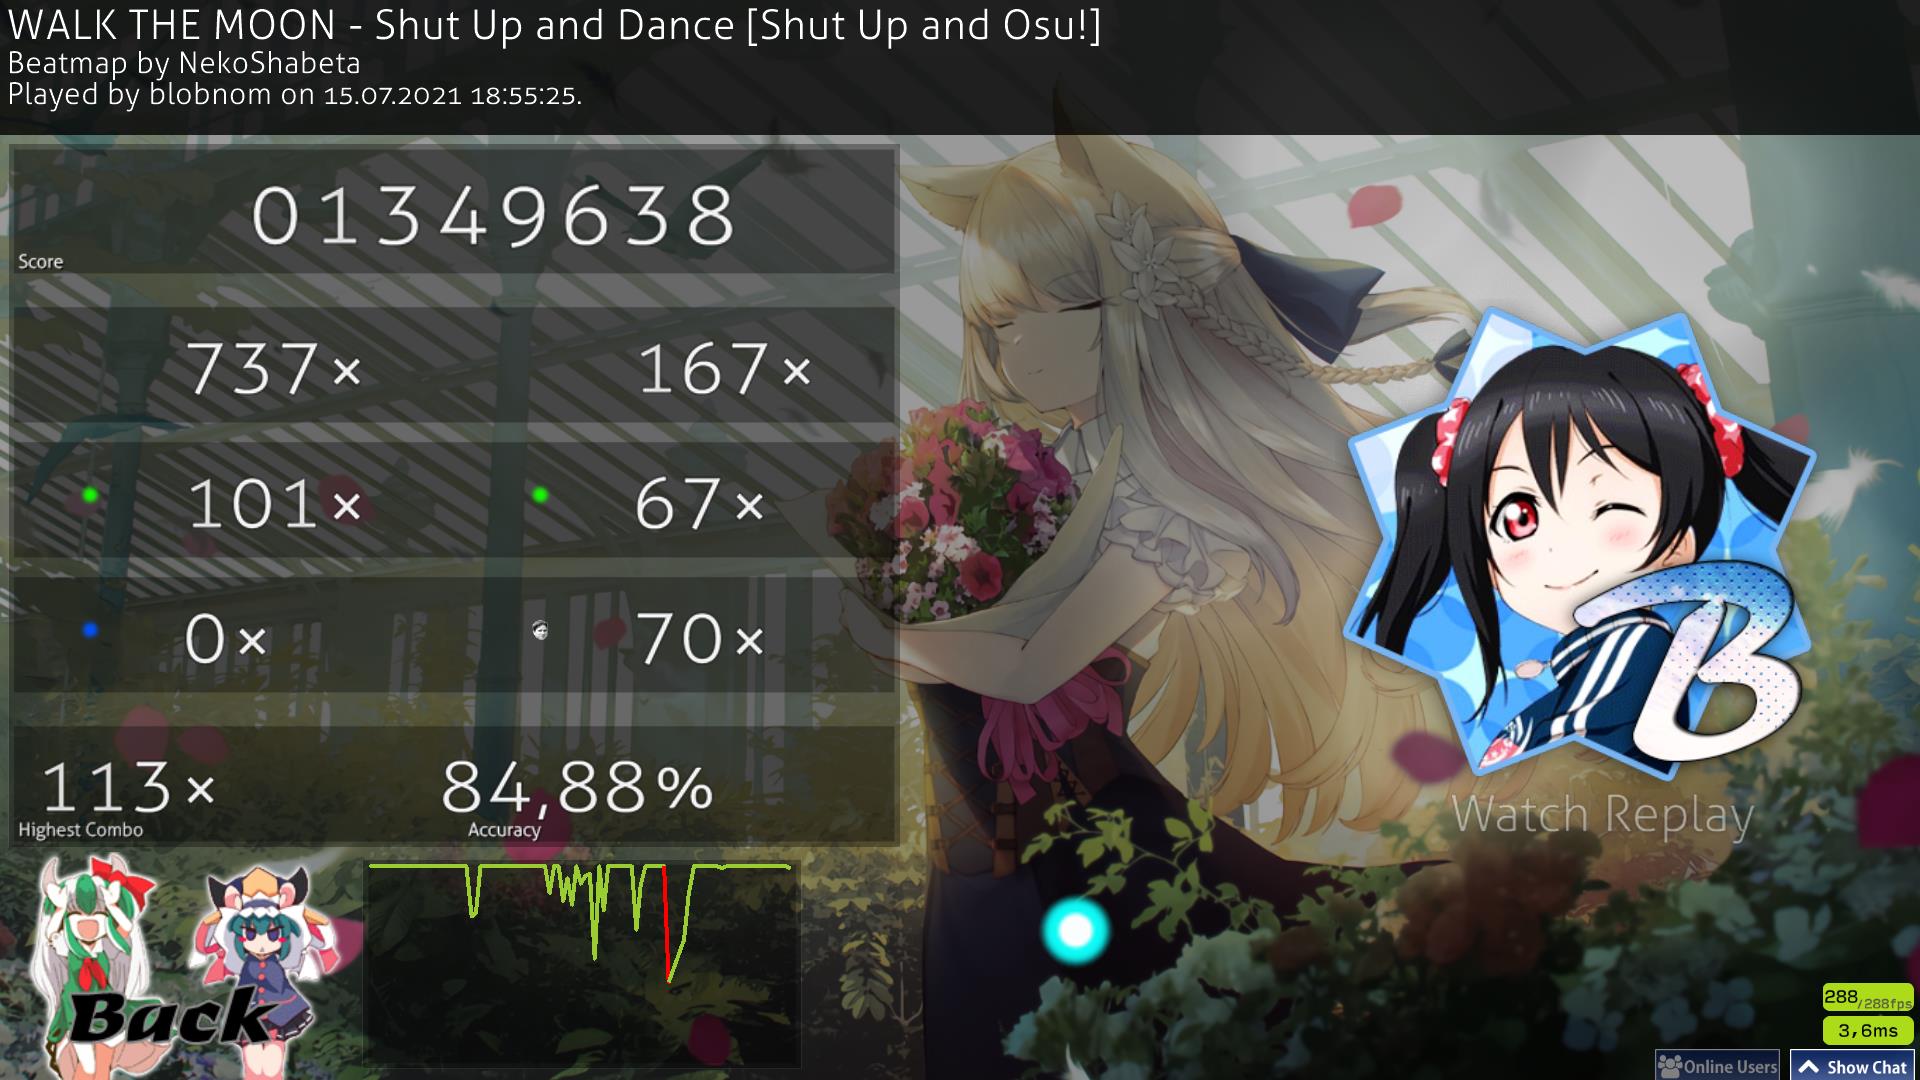 WALK THE MOON - Shut Up and Dance [Shut Up and Osu!]
Beatmap by NekoShabeta
Played by blobnom on 15.07.2021 18:55:25.
01349638
Score
737× 167×
101× 67×
0× 70×
113× 84,88%
Highest Combo Accuracy
Watch Replay
B
Back
288/288fps
3,6ms
Online Users Show Chat